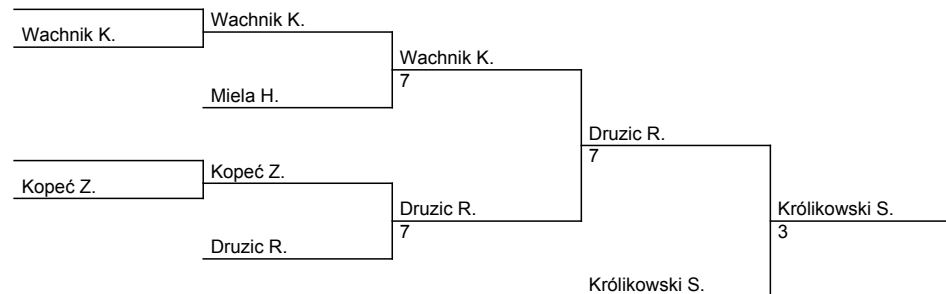 Wachnik K.
Wachnik K.
Wachnik K.
7
Miela H.
Druzic R.
7
Kopeć Z.
Kopeć Z.
Druzic R.
7
Królikowski S.
3
Druzic R.
Królikowski S.